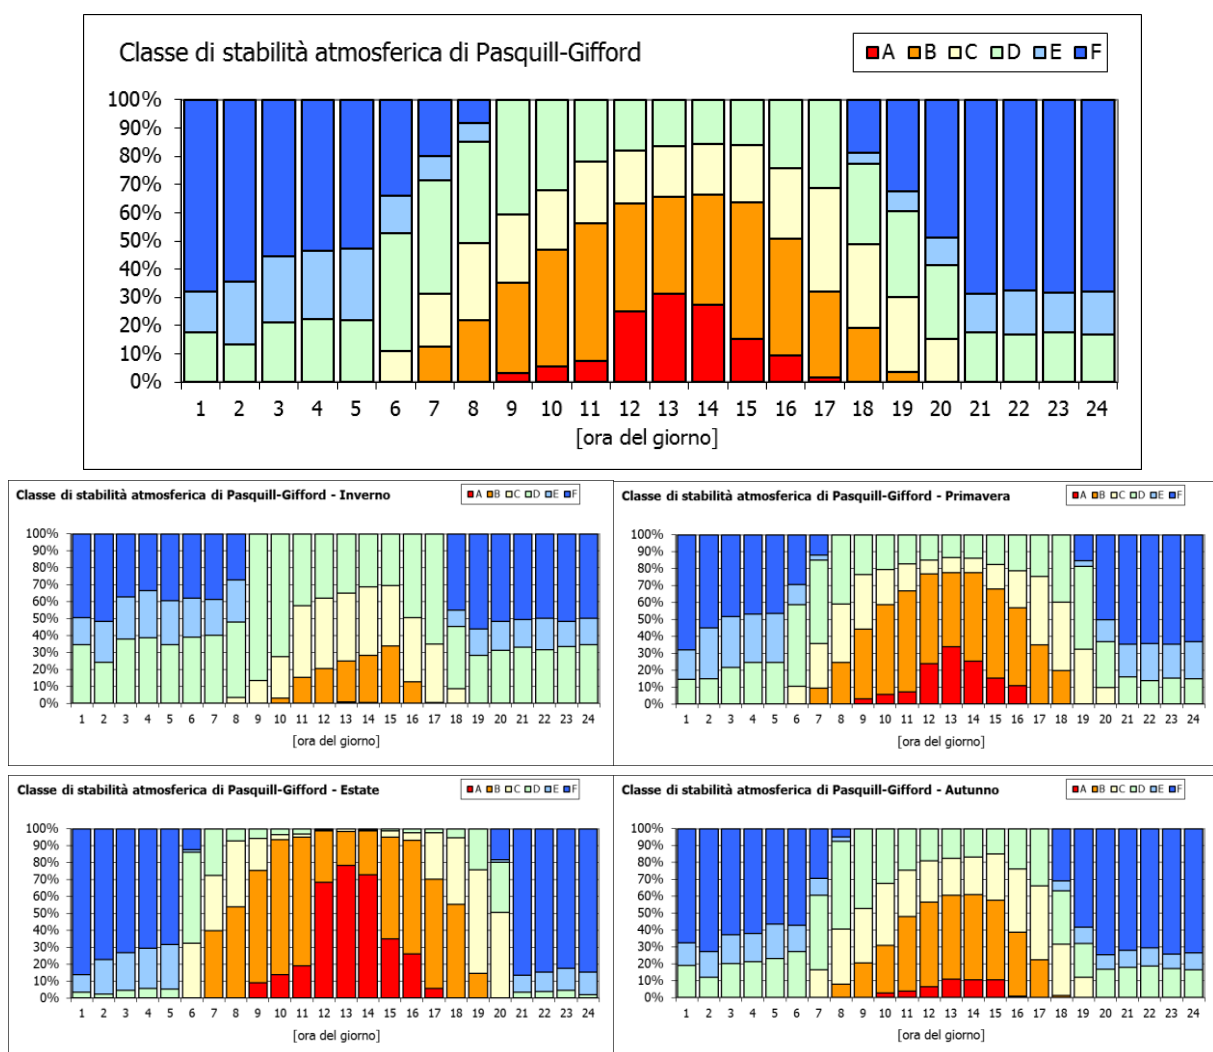 Classe di stabilità atmosferica di Pasquill-Gifford
A B C D E F
100%
90%
80%
70%
60%
50%
40%
30%
20%
10%
0%
1 2 3 4 5 6 7 8 9 10 11 12 13 14 15 16 17 18 19 20 21 22 23 24
[ora del giorno]
Classe di stabilità atmosferica di Pasquill-Gifford - Inverno
A B C D E F
100%
90%
80%
70%
60%
50%
40%
30%
20%
10%
0%
1 2 3 4 5 6 7 8 9 10 11 12 13 14 15 16 17 18 19 20 21 22 23 24
[ora del giorno]
Classe di stabilità atmosferica di Pasquill-Gifford - Primavera
A B C D E F
100%
90%
80%
70%
60%
50%
40%
30%
20%
10%
0%
1 2 3 4 5 6 7 8 9 10 11 12 13 14 15 16 17 18 19 20 21 22 23 24
[ora del giorno]
Classe di stabilità atmosferica di Pasquill-Gifford - Estate
A B C D E F
100%
90%
80%
70%
60%
50%
40%
30%
20%
10%
0%
1 2 3 4 5 6 7 8 9 10 11 12 13 14 15 16 17 18 19 20 21 22 23 24
[ora del giorno]
Classe di stabilità atmosferica di Pasquill-Gifford - Autunno
A B C D E F
100%
90%
80%
70%
60%
50%
40%
30%
20%
10%
0%
1 2 3 4 5 6 7 8 9 10 11 12 13 14 15 16 17 18 19 20 21 22 23 24
[ora del giorno]